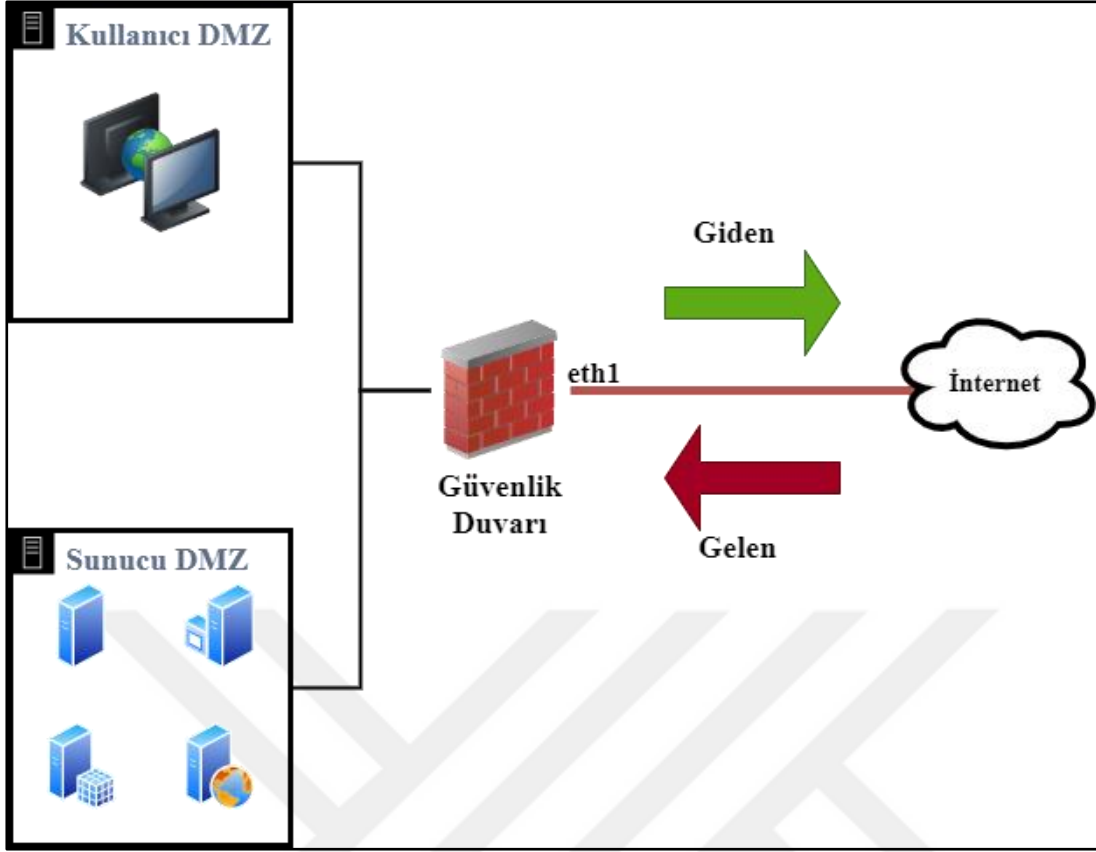 Kullanıcı DMZ
Giden
eth1
İnternet
Güvenlik
Duvarı
Gelen
Sunucu DMZ